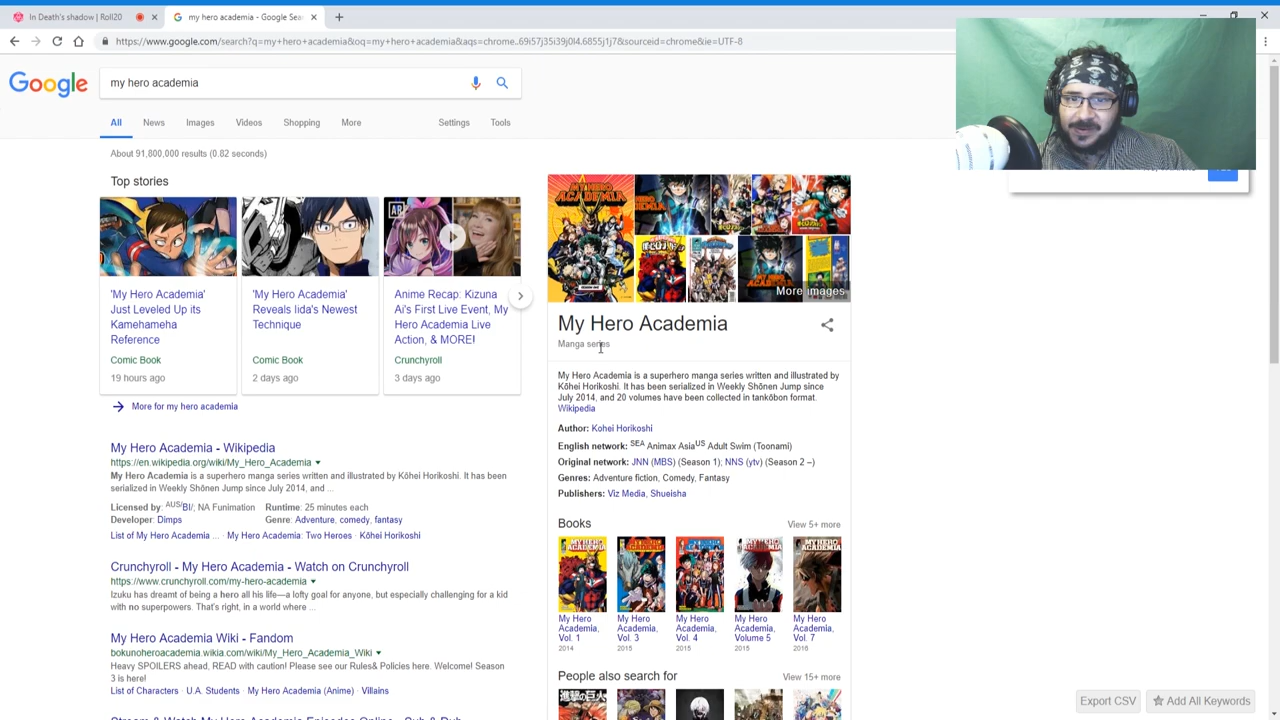 In Death's shadow | Roll20
my hero academia - Google Sea
https://www.google.com/search?q=my+hero+academia&oq=my+hero+academia&aqs=chrome..69i57j35i39j0l4.6855j1j7&sourceid=chrome&ie=UTF-8
Google
my hero academia
All News Images Videos Shopping More Settings Tools
About 91,800,000 results (0.82 seconds)
Top stories
'My Hero Academia'
Just Leveled Up its
Kamehameha
Reference
Comic Book
19 hours ago
'My Hero Academia'
Reveals Iida's Newest
Technique
Comic Book
2 days ago
Anime Recap: Kizuna
Ai's First Live Event, My
Hero Academia Live
Action, & MORE!
Crunchyroll
3 days ago
More for my hero academia
My Hero Academia - Wikipedia
https://en.wikipedia.org/wiki/My_Hero_Academia
My Hero Academia is a superhero manga series written and illustrated by Kōhei Horikoshi. It has been
serialized in Weekly Shōnen Jump since July 2014, and ...
Licensed by: AUS/BI/; NA Funimation Runtime: 25 minutes each
Developer: Dimps Genre: Adventure, comedy, fantasy
List of My Hero Academia ... · My Hero Academia: Two Heroes · Kōhei Horikoshi
Crunchyroll - My Hero Academia - Watch on Crunchyroll
https://www.crunchyroll.com/my-hero-academia
Izuku has dreamt of being a hero all his life—a lofty goal for anyone, but especially challenging for a kid
with no superpowers. That's right, in a world where ...
My Hero Academia Wiki - Fandom
bokunoheroacademia.wikia.com/wiki/My_Hero_Academia_Wiki
Heavy SPOILERS ahead, READ with caution! Please see our Rules& Policies here. Welcome! Season
3 is here!
List of Characters · U.A. Students · My Hero Academia (Anime) · Villains
Stream & Watch My Hero Academia Episodes Online - Sub & Dub
More images
My Hero Academia
Manga series
My Hero Academia is a superhero manga series written and illustrated by
Kōhei Horikoshi. It has been serialized in Weekly Shōnen Jump since
July 2014, and 20 volumes have been collected in tankōbon format.
Wikipedia
Author: Kohei Horikoshi
English network: SEA Animax Asia US Adult Swim (Toonami)
Original network: JNN (MBS) (Season 1); NNS (ytv) (Season 2 –)
Genres: Adventure fiction, Comedy, Fantasy
Publishers: Viz Media, Shueisha
Books View 5+ more
My Hero
Academia,
Vol. 1
2014
My Hero
Academia,
Vol. 3
2015
My Hero
Academia,
Vol. 4
2015
My Hero
Academia,
Volume 5
2015
My Hero
Academia,
Vol. 7
2016
People also search for View 15+ more
Export CSV
Add All Keywords